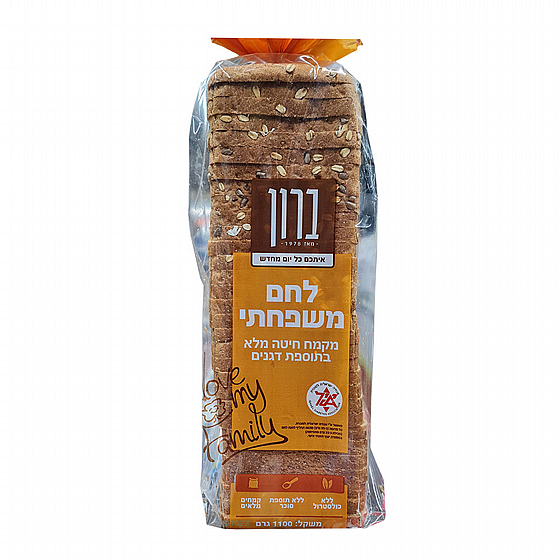 ברון
- מאז 1978 -
איתכם כל יום מחדש
לחם
משפחתי
מקמח חיטה מלא
בתוספת דגנים
love
my
family
ללא
כולסטרול
ללא תוספת
סוכר
קמחים
מלאים
משקל: 1100 גרם